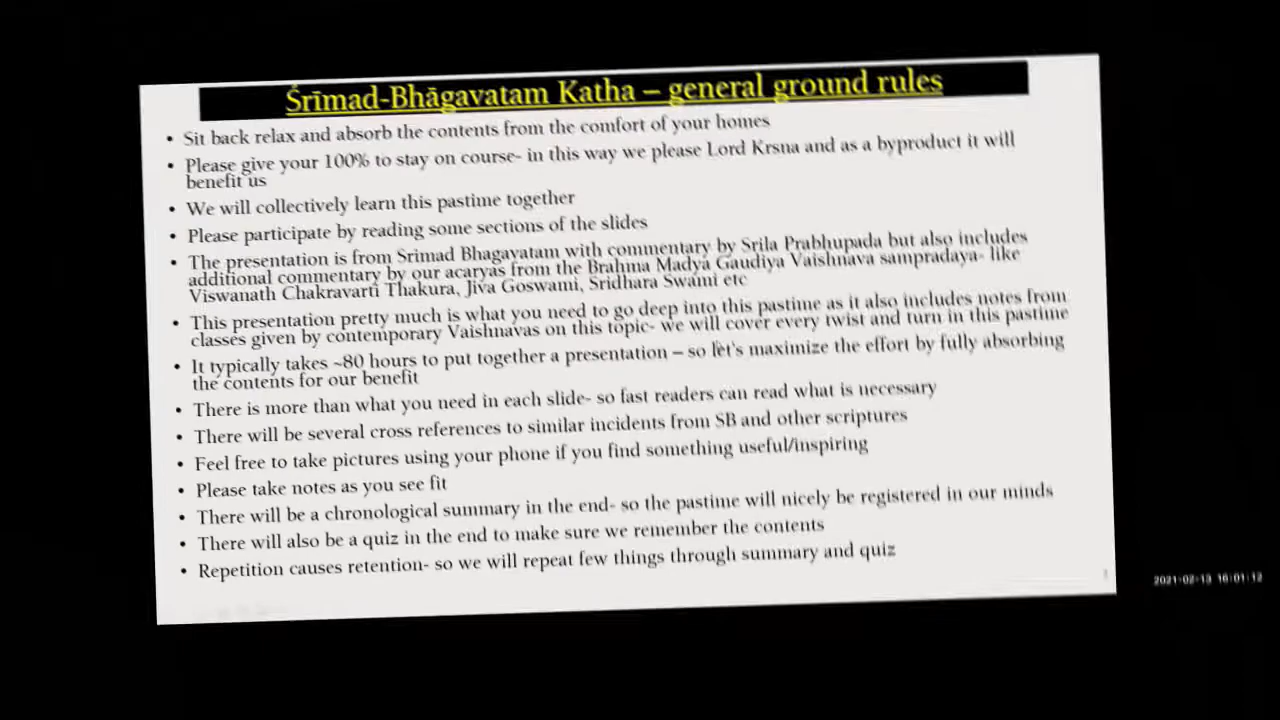 Śrīmad-Bhāgavatam Katha – general ground rules
• Sit back relax and absorb the contents from the comfort of your homes
• Please give your 100% to stay on course- in this way we please Lord Krsna and as a byproduct it will
benefit us
• We will collectively learn this pastime together
• Please participate by reading some sections of the slides
• The presentation is from Srimad Bhagavatam with commentary by Srila Prabhupada but also includes
additional commentary by our acaryas from the Brahma Madya Gaudiya Vaishnava sampradaya- like
Viswanath Chakravarti Thakura, Jiva Goswami, Sridhara Swami etc
• This presentation pretty much is what you need to go deep into this pastime as it also includes notes from
classes given by contemporary Vaishnavas on this topic- we will cover every twist and turn in this pastime
• It typically takes ~80 hours to put together a presentation – so let's maximize the effort by fully absorbing
the contents for our benefit
• There is more than what you need in each slide- so fast readers can read what is necessary
• There will be several cross references to similar incidents from SB and other scriptures
• Feel free to take pictures using your phone if you find something useful/inspiring
• Please take notes as you see fit
• There will be a chronological summary in the end- so the pastime will nicely be registered in our minds
• There will also be a quiz in the end to make sure we remember the contents
• Repetition causes retention- so we will repeat few things through summary and quiz
2021-02-13 16:01:12